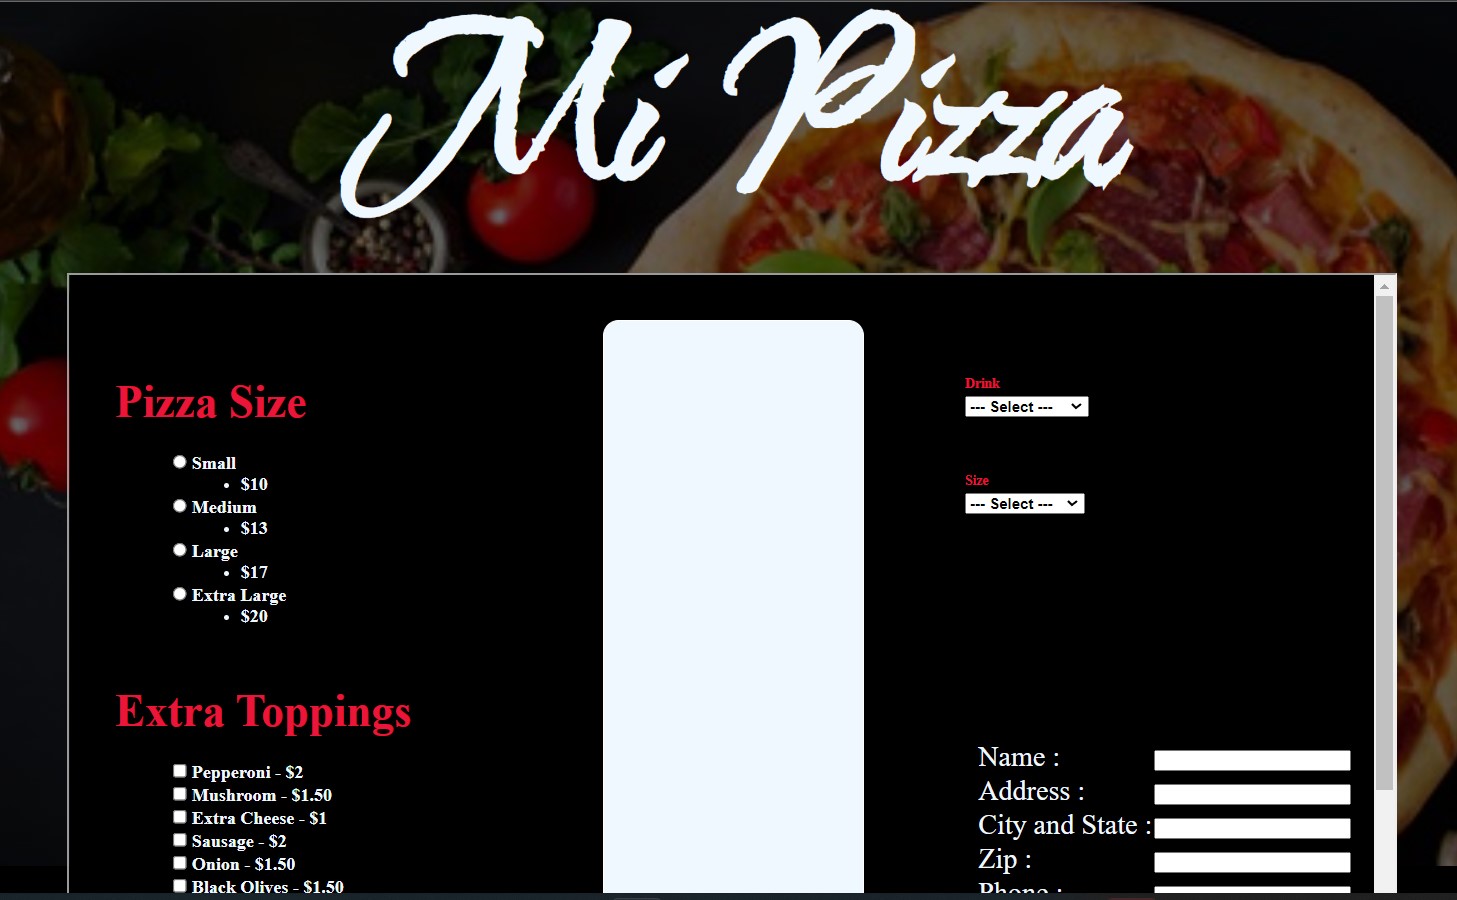 Mi Pizza
Pizza Size
Small
$10
Medium
$13
Large
$17
Extra Large
$20
Extra Toppings
Pepperoni - $2
Mushroom - $1.50
Extra Cheese - $1
Sausage - $2
Onion - $1.50
Black Olives - $1.50
Drink
--- Select ---
Size
--- Select ---
Name :
Address :
City and State :
Zip :
Phone :